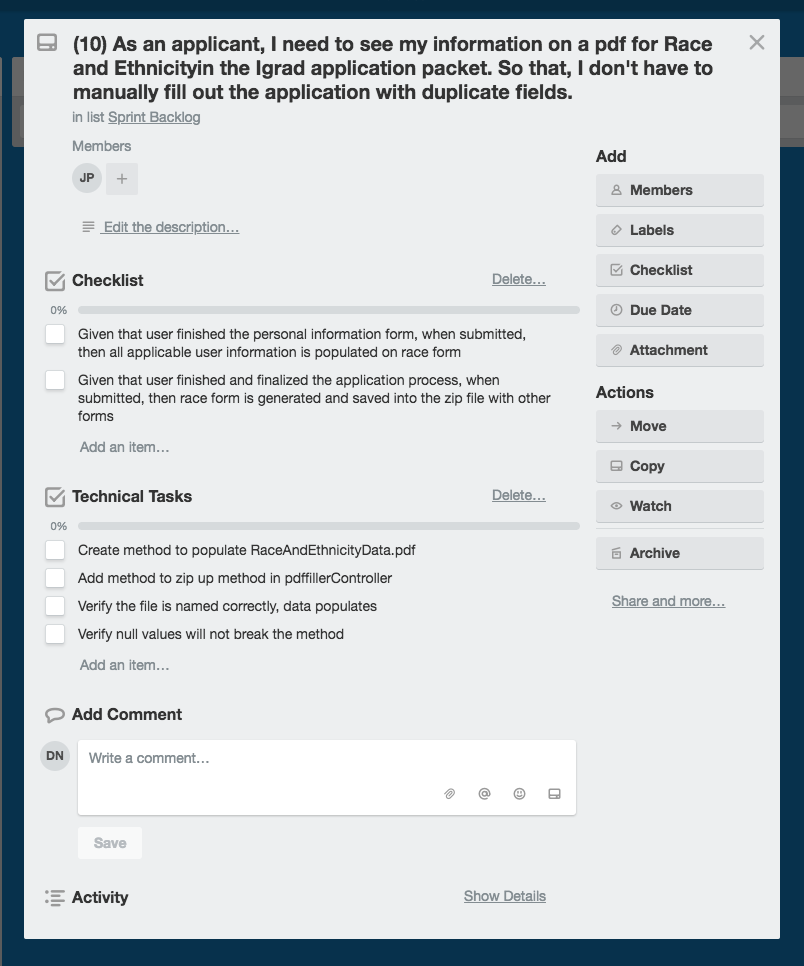 (10) As an applicant, I need to see my information on a pdf for Race
and Ethnicityin the Igrad application packet. So that, I don't have to
manually fill out the application with duplicate fields.
in list Sprint Backlog
Members
JP
+
Edit the description…
Checklist
Delete…
0%
Given that user finished the personal information form, when submitted,
then all applicable user information is populated on race form
Given that user finished and finalized the application process, when
submitted, then race form is generated and saved into the zip file with other
forms
Add an item…
Technical Tasks
Delete…
0%
Create method to populate RaceAndEthnicityData.pdf
Add method to zip up method in pdffillerController
Verify the file is named correctly, data populates
Verify null values will not break the method
Add an item…
Add Comment
DN
Write a comment…
@
Save
Activity
Show Details
Add
Members
Labels
Checklist
Due Date
Attachment
Actions
Move
Copy
Watch
Archive
Share and more…